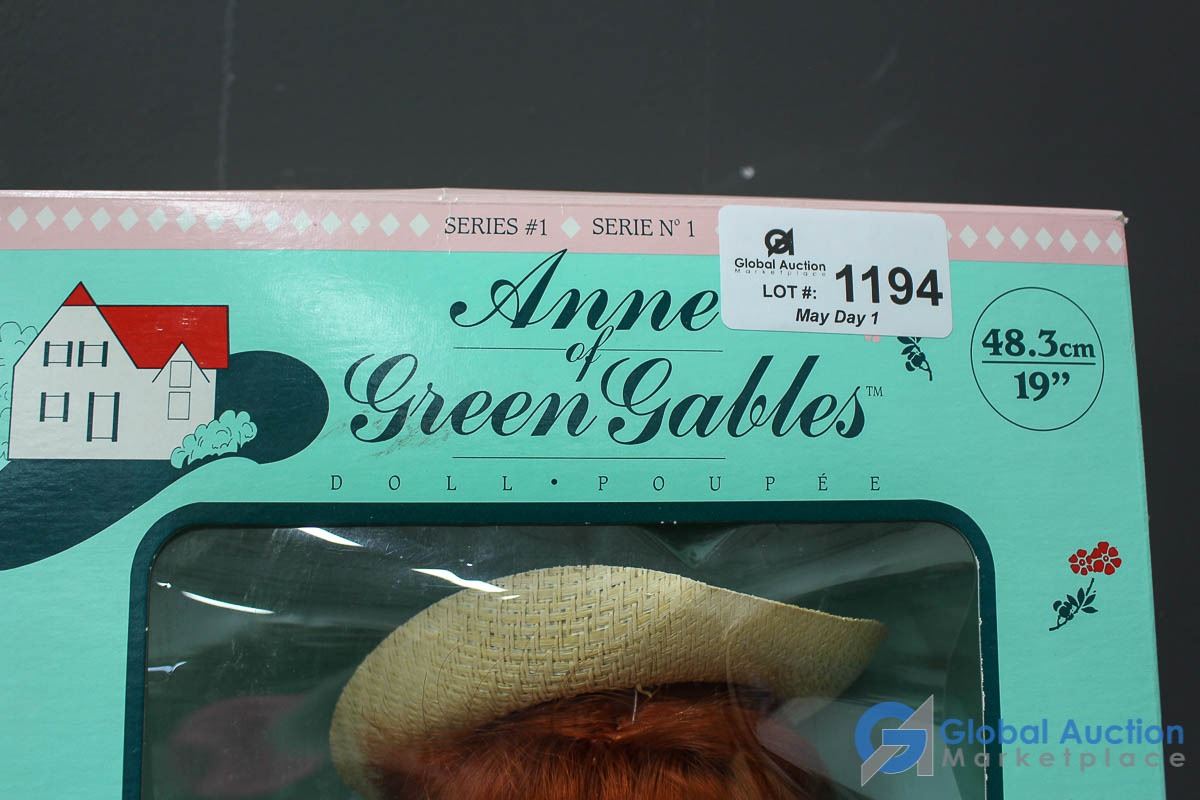 SERIES #1 SERIE Nº 1
Global Auction
Marketplace
LOT #: 1194
May Day 1
Anne
of
Green Gables™
DOLL • POUPÉE
48.3cm
19”
Global Auction
Marketplace